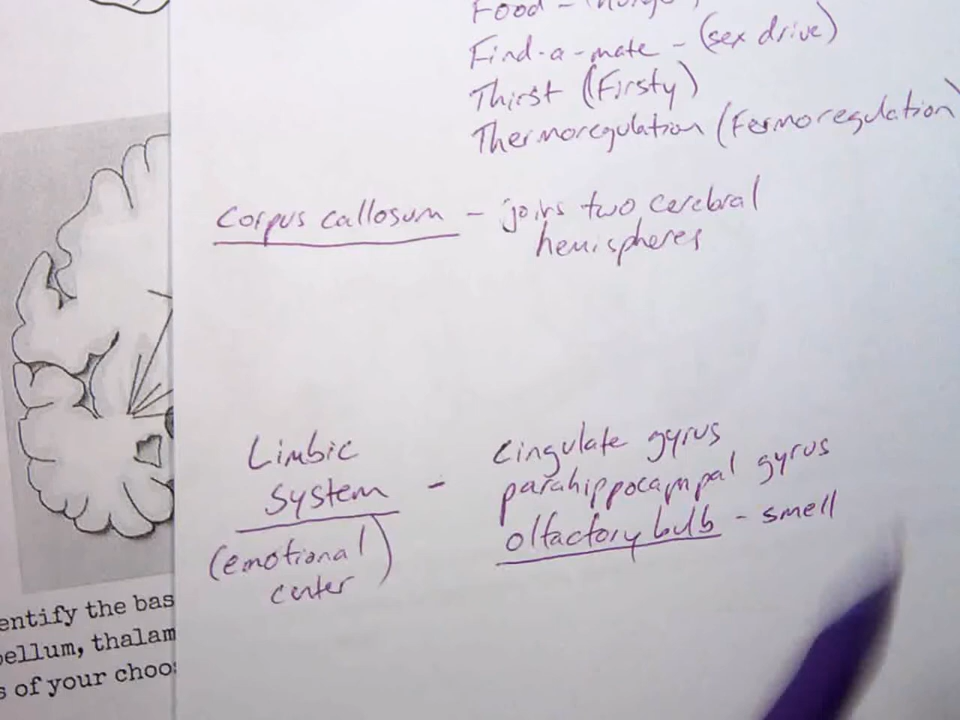 Food - (
Find-a-mate - (sex drive)
Thirst (Firsty)
Thermoregulation (Fermoregulation)
corpus callosum - joins two cerebral
hemispheres
Limbic
system -
(emotional
center)
cingulate gyrus
parahippocampal gyrus
olfactory bulb - smell
entify the bas
ellum, thalam
s of your choo